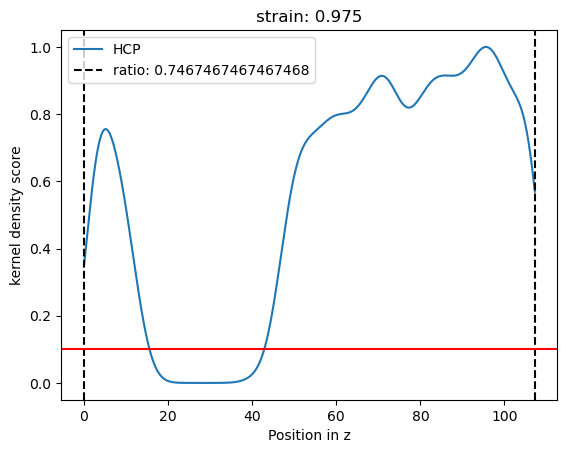 strain: 0.975
HCP
ratio: 0.7467467467467468
kernel density score
1.0
0.8
0.6
0.4
0.2
0.0
0 20 40 60 80 100
Position in z